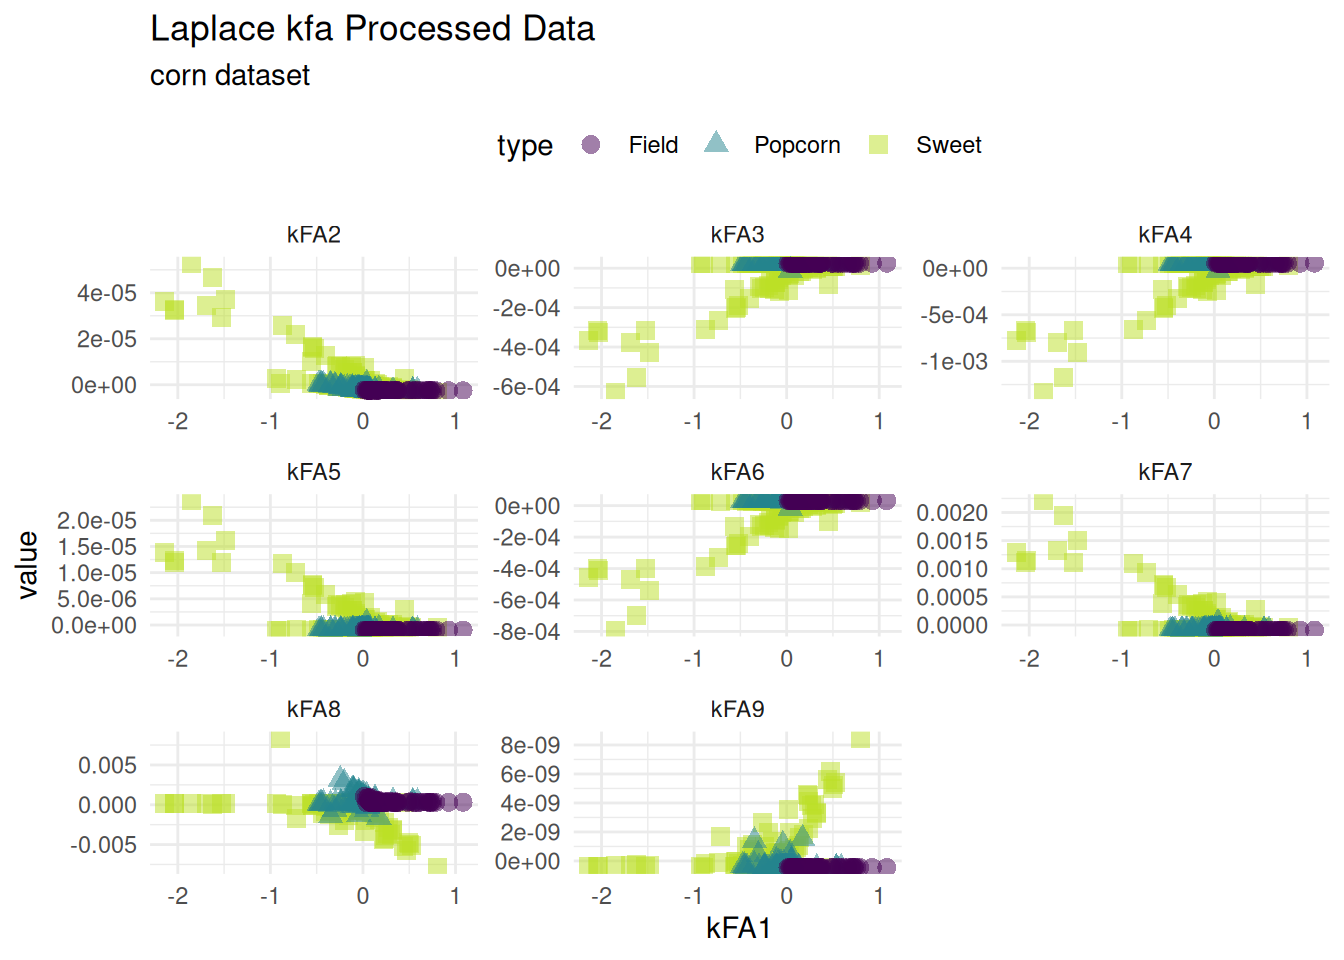 Laplace kfa Processed Data
corn dataset
type Field Popcorn Sweet
kFA2 kFA3 kFA4
4e-05
2e-05
0e+00
-2 -1 0 1
0e+00
-2e-04
-4e-04
-6e-04
-2 -1 0 1
0e+00
-5e-04
-1e-03
-2 -1 0 1
kFA5 kFA6 kFA7
2.0e-05
1.5e-05
1.0e-05
5.0e-06
0.0e+00
-2 -1 0 1
0e+00
-2e-04
-4e-04
-6e-04
-8e-04
-2 -1 0 1
0.0020
0.0015
0.0010
0.0005
0.0000
-2 -1 0 1
kFA8 kFA9
0.005
0.000
-0.005
-2 -1 0 1
8e-09
6e-09
4e-09
2e-09
0e+00
-2 -1 0 1
value
kFA1